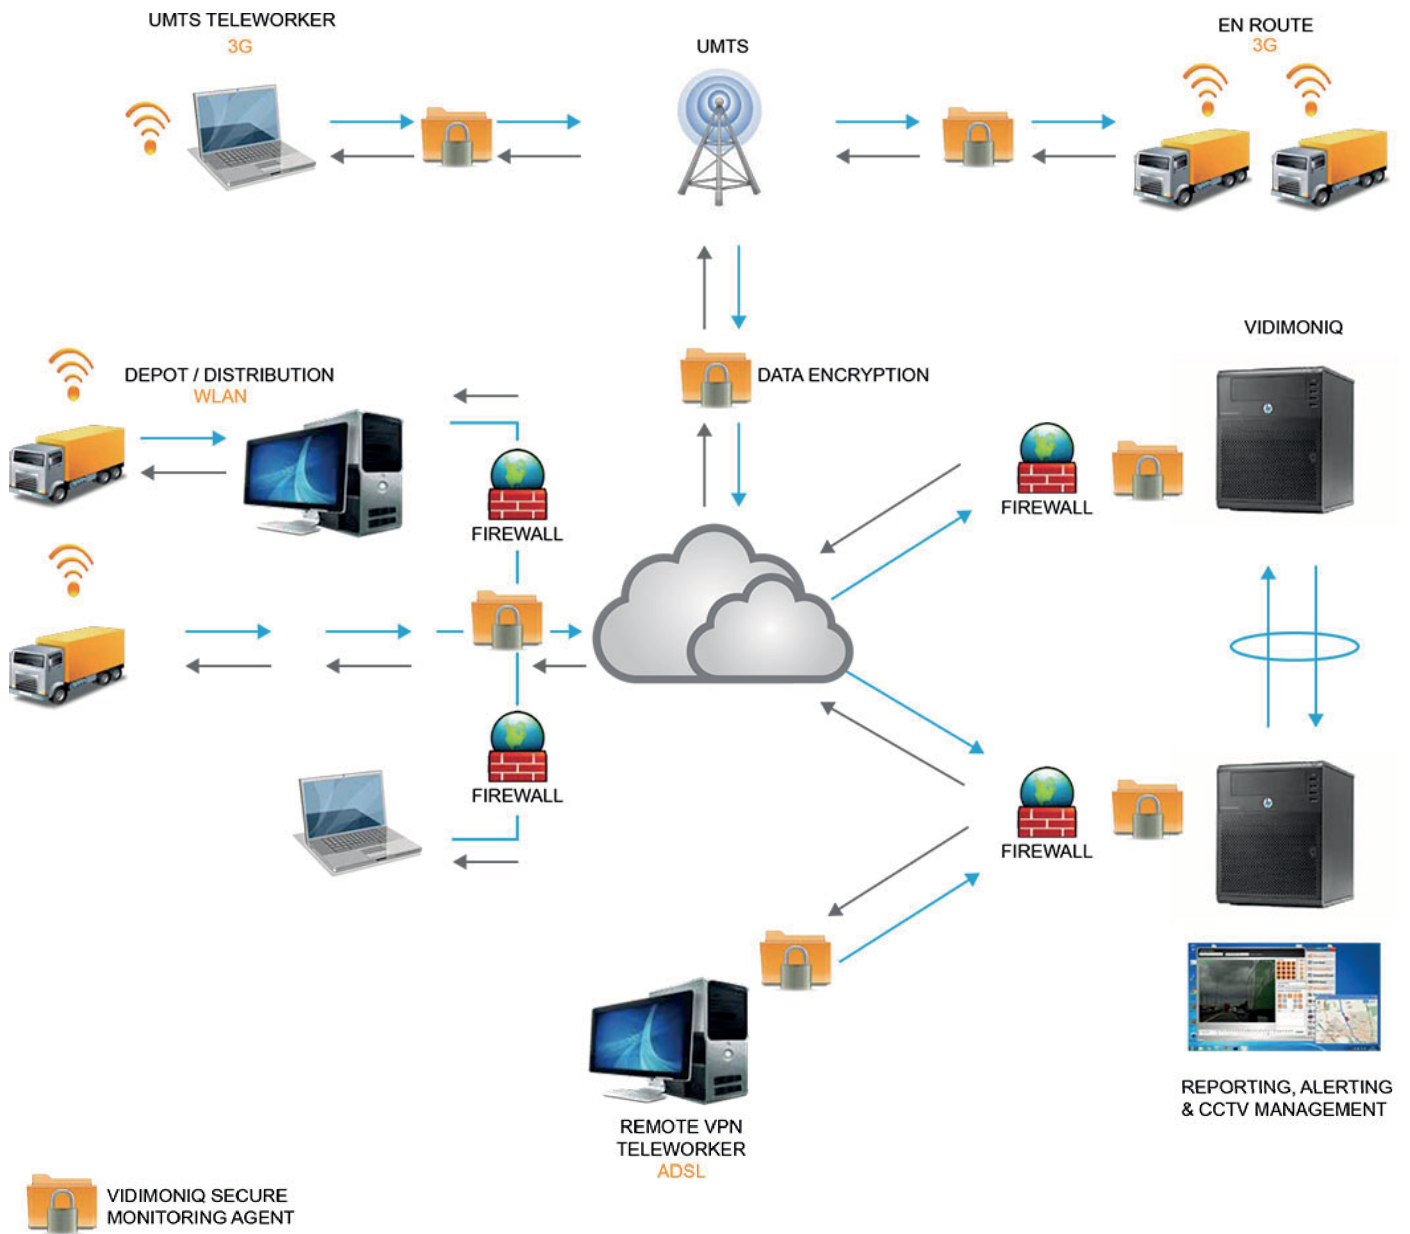 UMTS TELEWORKER
3G
UMTS
EN ROUTE
3G
VIDIMONIQ
DEPOT / DISTRIBUTION
WLAN
DATA ENCRYPTION
FIREWALL
FIREWALL
FIREWALL
FIREWALL
REPORTING, ALERTING
& CCTV MANAGEMENT
REMOTE VPN
TELEWORKER
ADSL
VIDIMONIQ SECURE
MONITORING AGENT